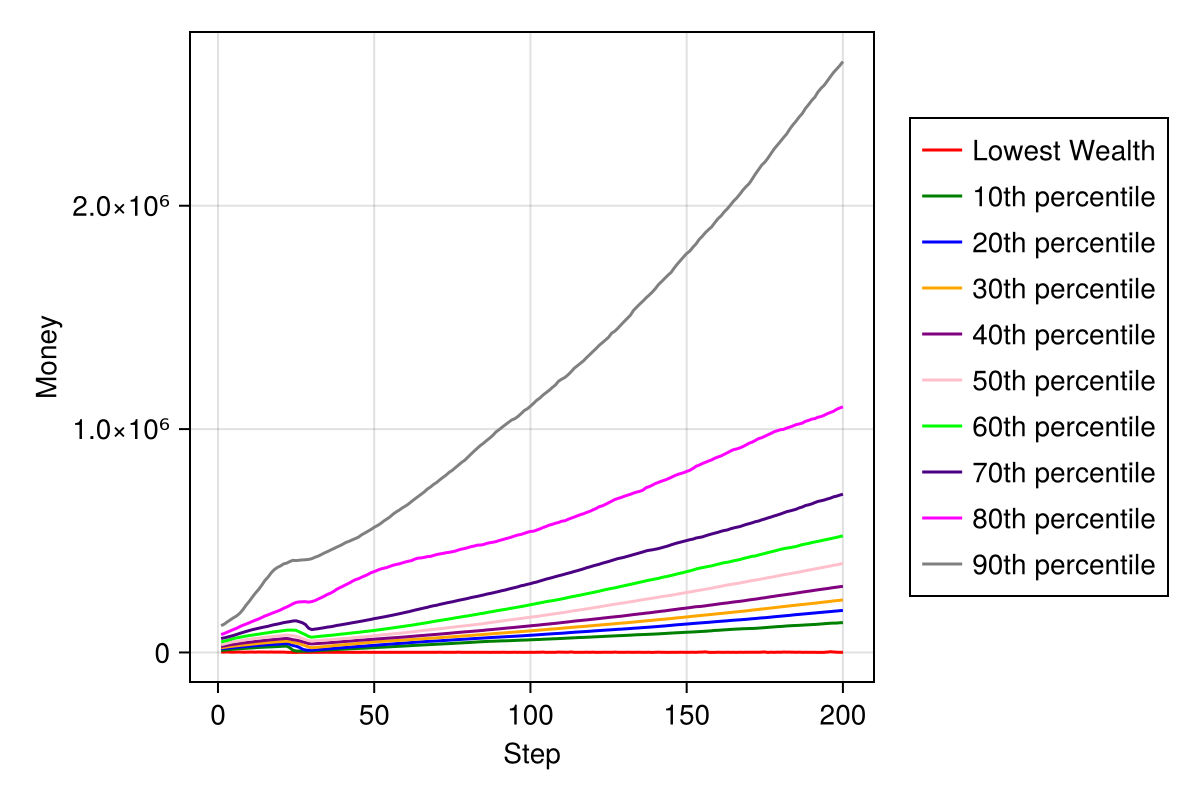 Money
2.0×10⁶
1.0×10⁶
0
0 50 100 150 200
Step
Lowest Wealth
10th percentile
20th percentile
30th percentile
40th percentile
50th percentile
60th percentile
70th percentile
80th percentile
90th percentile